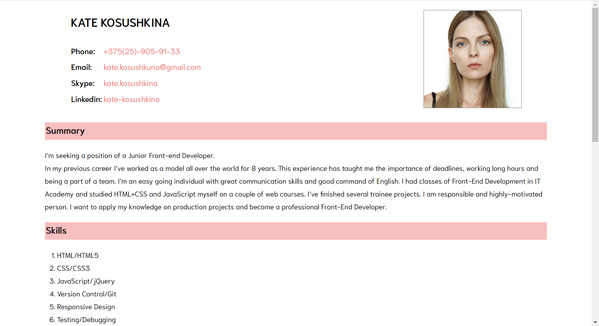 KATE KOSUSHKINA
Phone: +375(25)-905-91-33
Email: kate.kosushkuna@gmail.com
Skype: kate.kosushkina.
Linkedin: kate-kosushkina
Summary
I'm seeking a position of a Junior Front-end Developer.
In my previous career I've worked as a model all over the world for 8 years. This experience has taught me the importance of deadlines, working long hours and
being a part of a team. I'm an easy going individual with great communication skills and good command of English. I had classes of Front-End Development in IT
Academy and studied HTML+CSS and JavaScript myself on a couple of web courses. I've finished several trainee projects. I am responsible and highly-motivated
person. I want to apply my knowledge on production projects and become a professional Front-End Developer.
Skills
1. HTML/HTML5
2. CSS/CSS3
3. JavaScript/jQuery
4. Version Control/Git
5. Responsive Design
6. Testing/Debugging